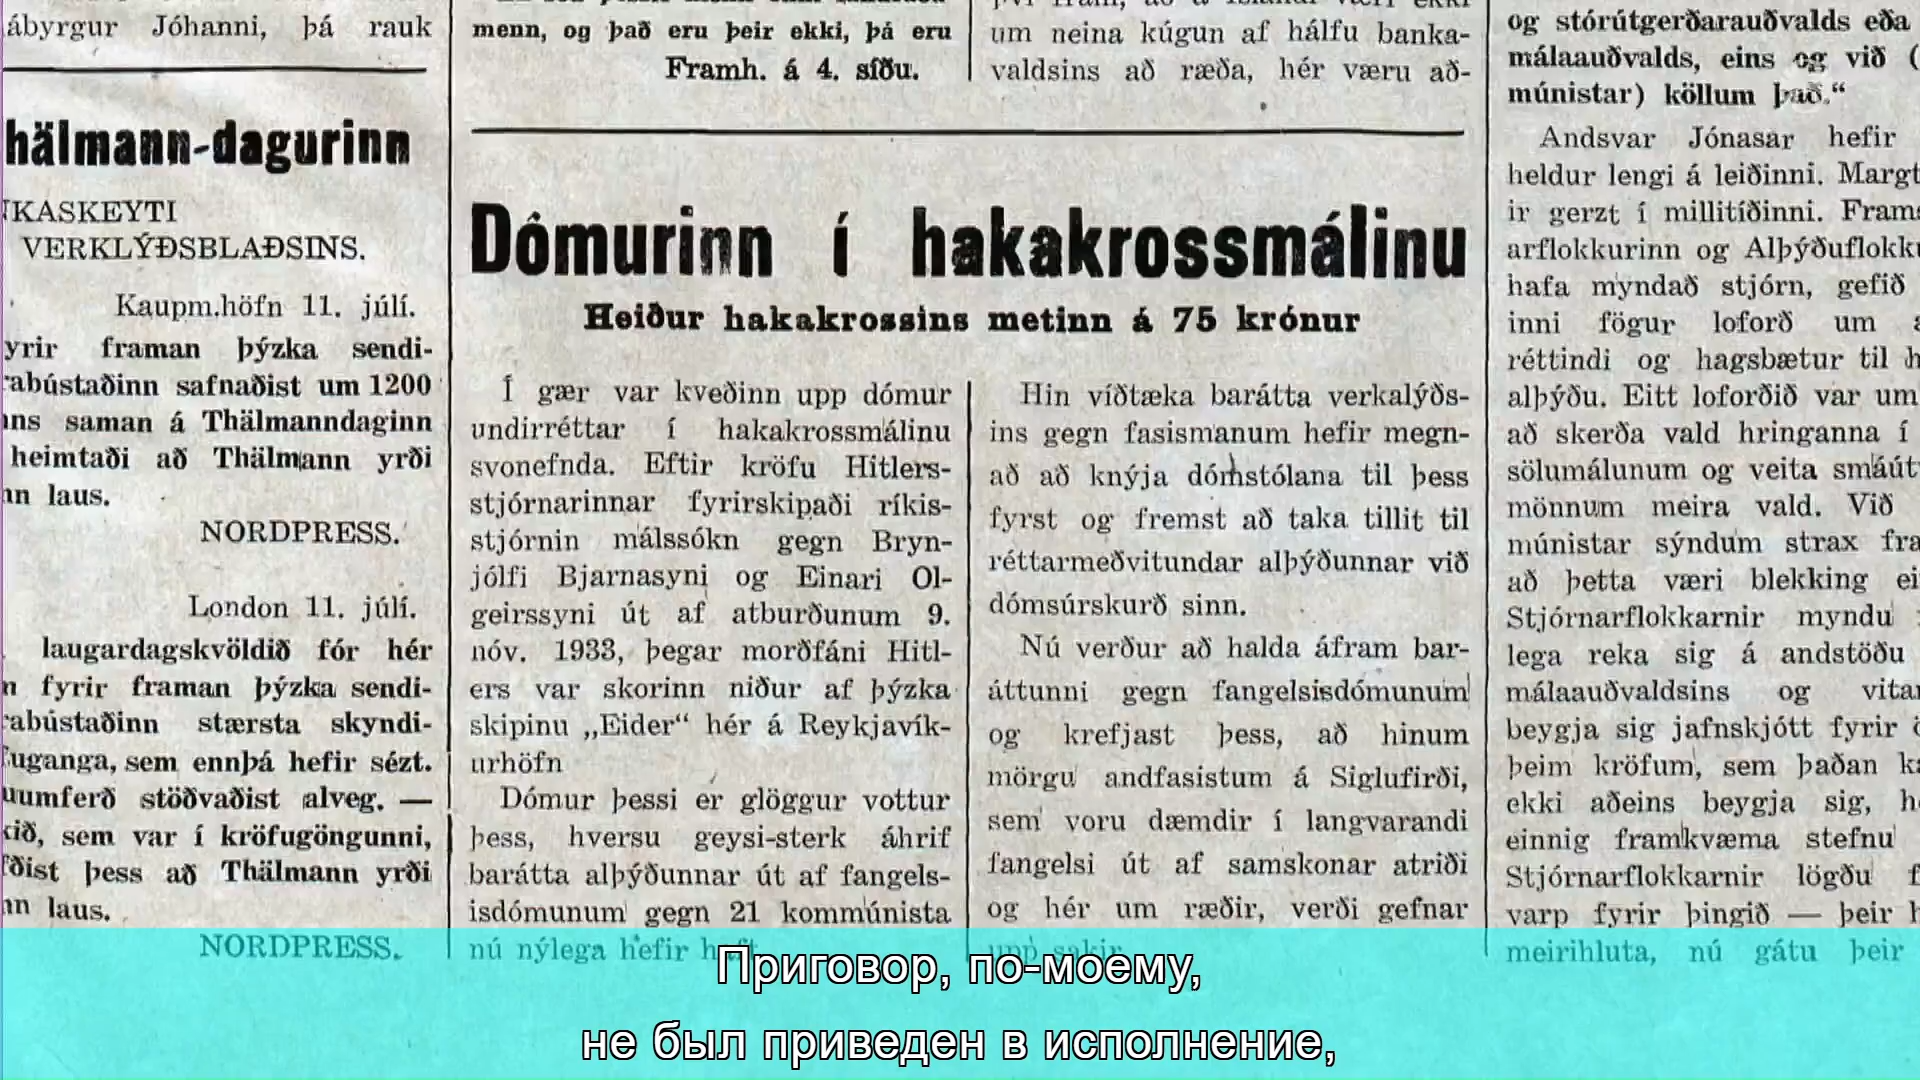 ábyrgur Jóhanni, þá rauk
hälmann-dagurinn
KASKEYTI
VERKLÝÐSBLAÐSINS.
Kaupm.höfn 11. júlí.
yrir framan þýzka sendi-
abústaðinn safnaðist um 1200
ns saman á Thälmanndaginn
heimtaði að Thälmann yrði
n laus.
NORDPRESS.
London 11. júlí.
laugardagskvöldið fór hér
n fyrir framan þýzka sendi-
abústaðinn stærsta skyndi-
uganga, sem ennþá hefir sézt.
umferð stöðvaðist alveg. —
ið, sem var í kröfugöngunni,
ðist þess að Thälmann yrði
n laus.
NORDPRESS.
menn, og það eru þeir ekki, þá eru
Framh. á 4. síðu.
um neina kúgun af hálfu banka-
valdsins að ræða, hér væru að-
Dómurinn í hakakrossmálinu
Heiður hakakrossins metinn á 75 krónur
Í gær var kveðinn upp dómur
undirréttar í hakakrossmálinu
svonefnda. Eftir kröfu Hitlers-
stjórnarinnar fyrirskipaði ríkis-
stjórnin málssókn gegn Bryn-
jólfi Bjarnasyni og Einari Ol-
geirssyni út af atburðunum 9.
nóv. 1933, þegar morðfáni Hitl-
ers var skorinn niður af þýzka
skipinu „Eider“ hér á Reykjavík-
urhöfn
Dómur þessi er glöggur vottur
þess, hversu geysi-sterk áhrif
barátta alþýðunnar út af fangels-
isdómunum gegn 21 kommúnista
nú nýlega hefir haft
Hin víðtæka barátta verkalýðs-
ins gegn fasismanum hefir megn-
að að knýja dómstólana til þess
fyrst og fremst að taka tillit til
réttarmeðvitundar alþýðunnar við
dómsúrskurð sinn.
Nú verður að halda áfram bar-
áttunni gegn fangelsisdómunum
og krefjast þess, að hinum
mörgu andfasistum á Siglufirði,
sem voru dæmdir í langvarandi
fangelsi út af samskonar atriði
og hér um ræðir, verði gefnar
upp sakir
og stórútgerðarauðvalds eða
málaauðvalds, eins og við (
múnistar) köllum það.“
Andsvar Jónasar hefir
heldur lengi á leiðinni. Margt
ir gerzt í millitíðinni. Frams
arflokkurinn og Alþýðuflokku
hafa myndað stjórn, gefið
inni fögur loforð um
réttindi og hagsbætur til
alþýðu. Eitt loforðið var um
að skerða vald hringanna í
sölumálunum og veita smáút
mönnum meira vald. Við
múnistar sýndum strax fra
að þetta væri blekking ei
Stjórnarflokkarnir myndu
lega reka sig á andstöðu
málaauðvaldsins og vita
beygja sig jafnskjótt fyrir
þeim kröfum, sem þaðan
ekki aðeins beygja sig,
einnig framkvæma stefnu
Stjórnarflokkarnir lögðu f
varp fyrir þingið — þeir
meirihluta, nú gátu þeir
Приговор, по-моему,
не был приведен в исполнение,